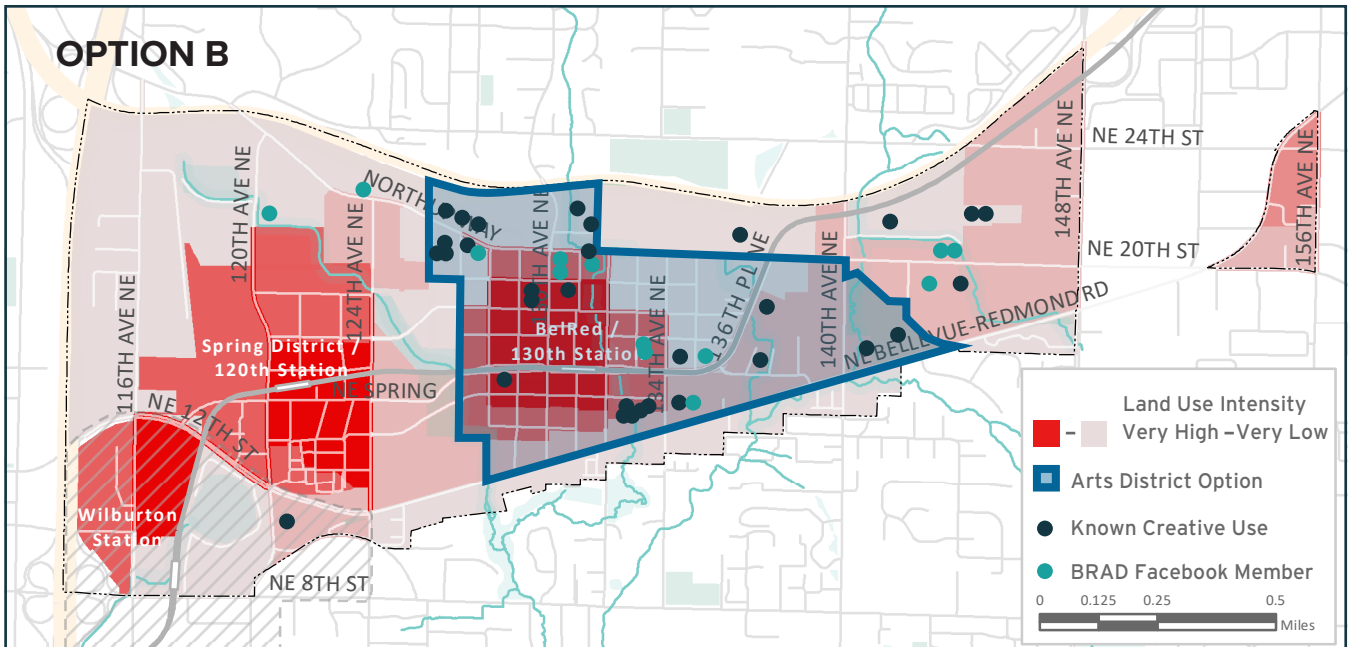 OPTION B
NORTHUP WAY
120TH AVE NE
124TH AVE NE
116TH AVE NE
AVE NE
NE 24TH ST
148TH AVE NE
156TH AVE NE
NE 20TH ST
136TH PL NE
140TH AVE NE
NE BELLEVUE-REDMOND RD
BelRed /
130th Station
134TH AVE NE
Spring District /
120th Station
NE SPRING
NE 12TH ST
Wilburton
Station
NE 8TH ST
Land Use Intensity
Very High – Very Low
-
Arts District Option
Known Creative Use
BRAD Facebook Member
0 0.125 0.25 0.5
Miles